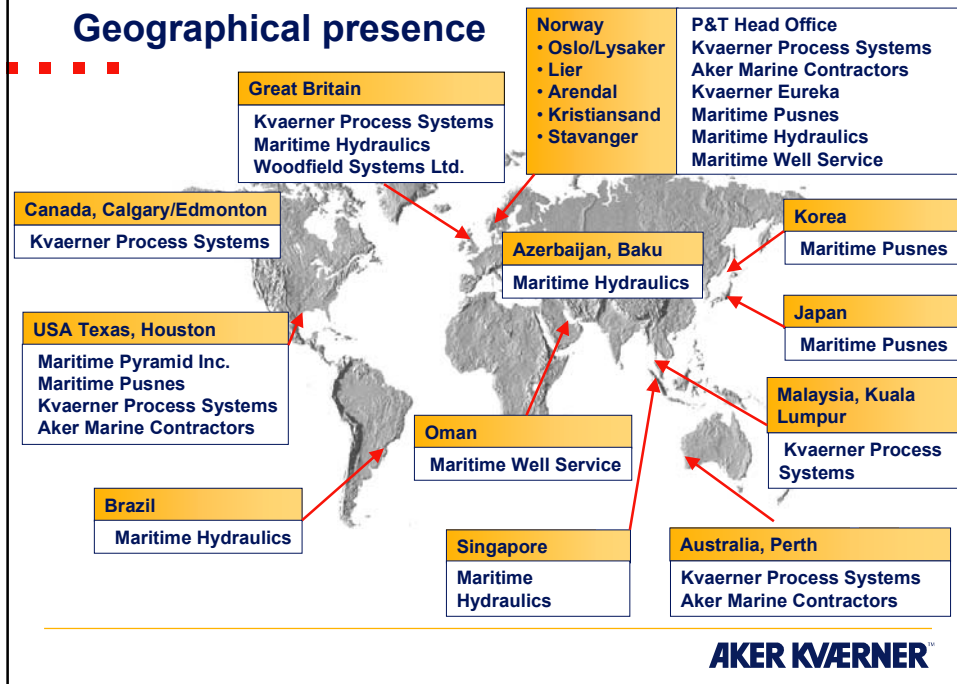 Geographical presence
Norway
• Oslo/Lysaker
• Lier
• Arendal
• Kristiansand
• Stavanger
P&T Head Office
Kvaerner Process Systems
Aker Marine Contractors
Kvaerner Eureka
Maritime Pusnes
Maritime Hydraulics
Maritime Well Service
Great Britain
Kvaerner Process Systems
Maritime Hydraulics
Woodfield Systems Ltd.
Canada, Calgary/Edmonton
Kvaerner Process Systems
Azerbaijan, Baku
Maritime Hydraulics
Korea
Maritime Pusnes
Japan
Maritime Pusnes
USA Texas, Houston
Maritime Pyramid Inc.
Maritime Pusnes
Kvaerner Process Systems
Aker Marine Contractors
Malaysia, Kuala
Lumpur
Kvaerner Process
Systems
Oman
Maritime Well Service
Brazil
Maritime Hydraulics
Singapore
Maritime
Hydraulics
Australia, Perth
Kvaerner Process Systems
Aker Marine Contractors
AKER KVÆRNER™